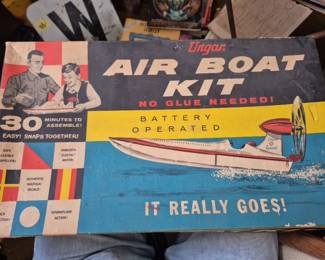 W
Ungar
AIR BOAT
KIT
NO GLUE NEEDED!
30 MINUTES TO
ASSEMBLE!
EASY! SNAPS TOGETHER!
BATTERY
OPERATED
AUTHENTIC
IT REALLY GOES!